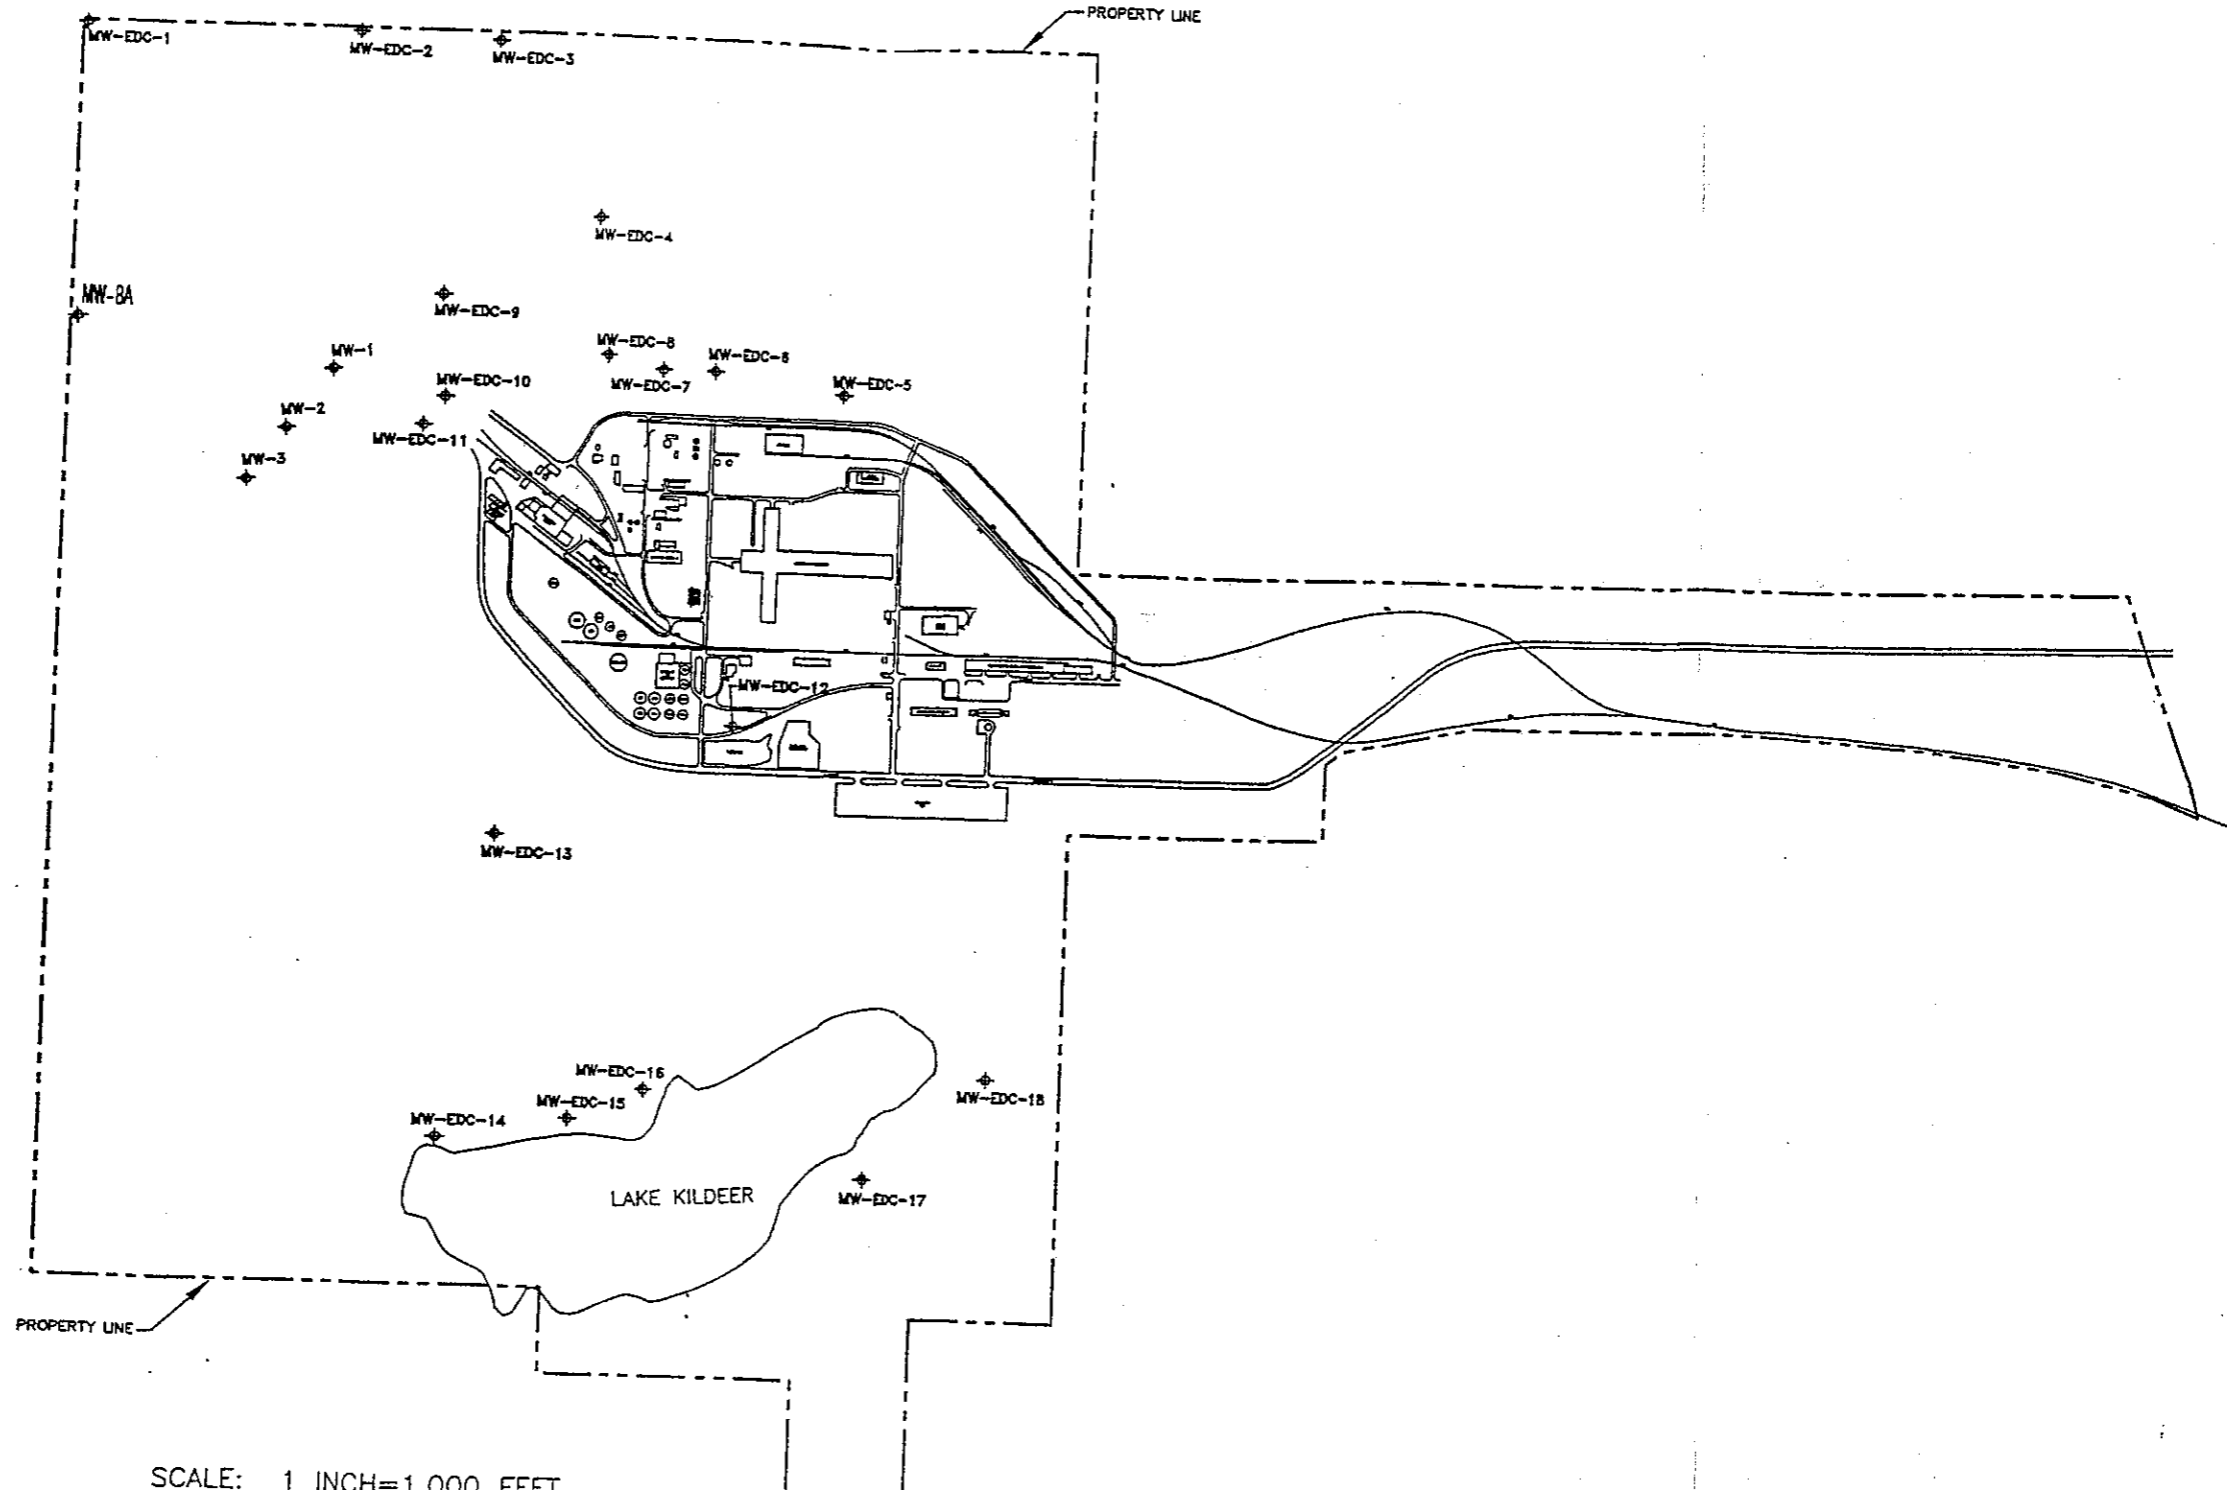 PROPERTY LINE
MW-EDC-1
MW-EDC-2
MW-EDC-3
MW-EDC-4
MW-8A
MW-EDC-9
MW-1
MW-EDC-8
MW-EDC-6
MW-EDC-10
MW-EDC-7
MW-EDC-5
MW-2
MW-EDC-11
MW-3
MW-EDC-12
MW-EDC-13
MW-EDC-16
MW-EDC-15
MW-EDC-18
MW-EDC-14
LAKE KILDEER
MW-EDC-17
PROPERTY LINE
SCALE: 1 INCH=1,000 FEET